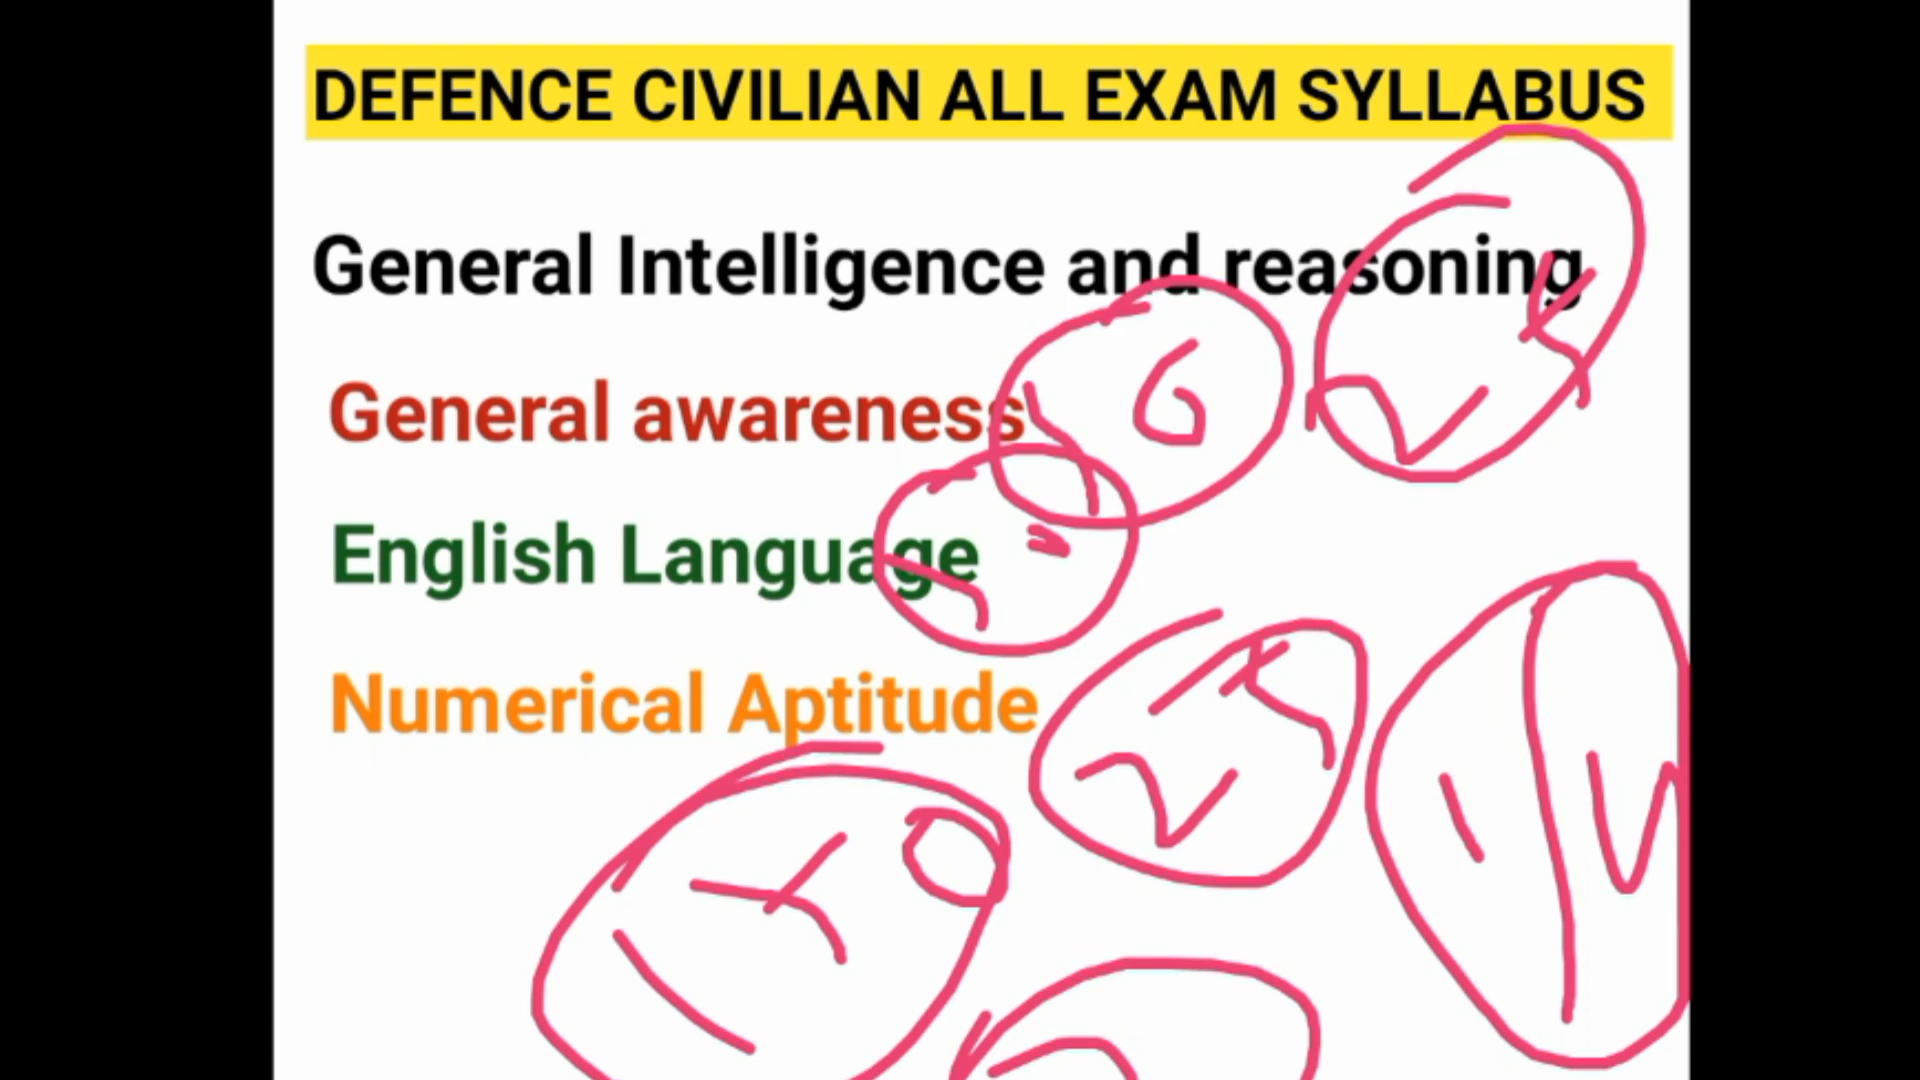 DEFENCE CIVILIAN ALL EXAM SYLLABUS
General Intelligence and reasoning
General awareness
English Language
Numerical Aptitude